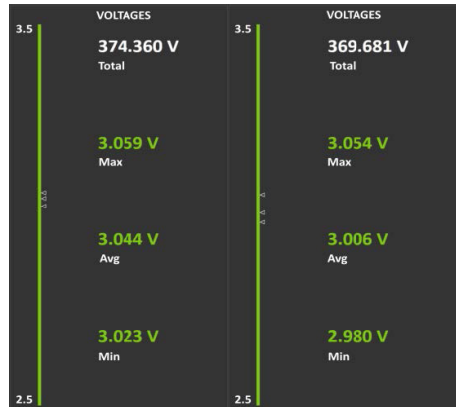 VOLTAGES
3.5
374.360 V
Total
3.059 V
Max
3.044 V
Avg
3.023 V
Min
2.5
VOLTAGES
3.5
369.681 V
Total
3.054 V
Max
3.006 V
Avg
2.980 V
Min
2.5